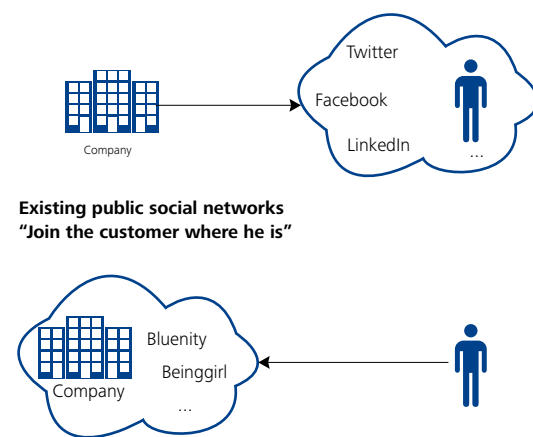 Twitter
Facebook
LinkedIn
...
Company
Existing public social networks
“Join the customer where he is”
Bluenity
Beinggirl
Company
...